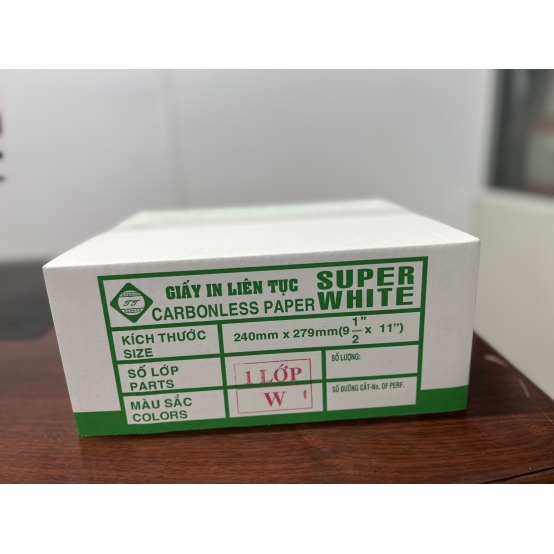 GIẤY IN LIÊN TỤC SUPER
CARBONLESS PAPER WHITE
KÍCH THƯỚC
SIZE
240mm x 279mm(9 1/2" x 11")
SỐ LỚP
PARTS
1 LỚP
SỐ LƯỢNG:
MÀU SẮC
COLORS
W
SỐ ĐƯỜNG CẮT-No. OF PERF.